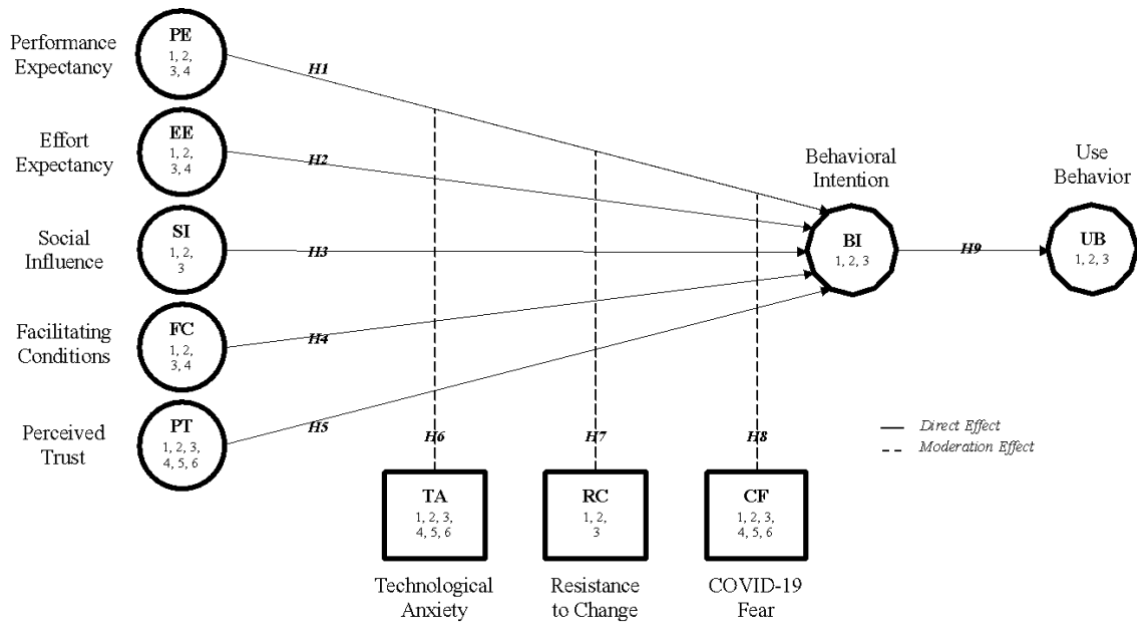 Performance
Expectancy
PE
1, 2,
3, 4
H1
Effort
Expectancy
EE
1, 2,
3, 4
H2
Social
Influence
SI
1, 2,
3
H3
Facilitating
Conditions
FC
1, 2,
3, 4
H4
Perceived
Trust
PT
1, 2, 3,
4, 5, 6
H5
Behavioral
Intention
BI
1, 2, 3
H9
Use
Behavior
UB
1, 2, 3
H6
H7
H8
Direct Effect
Moderation Effect
TA
1, 2, 3,
4, 5, 6
Technological
Anxiety
RC
1, 2,
3
Resistance
to Change
CF
1, 2, 3,
4, 5, 6
COVID-19
Fear